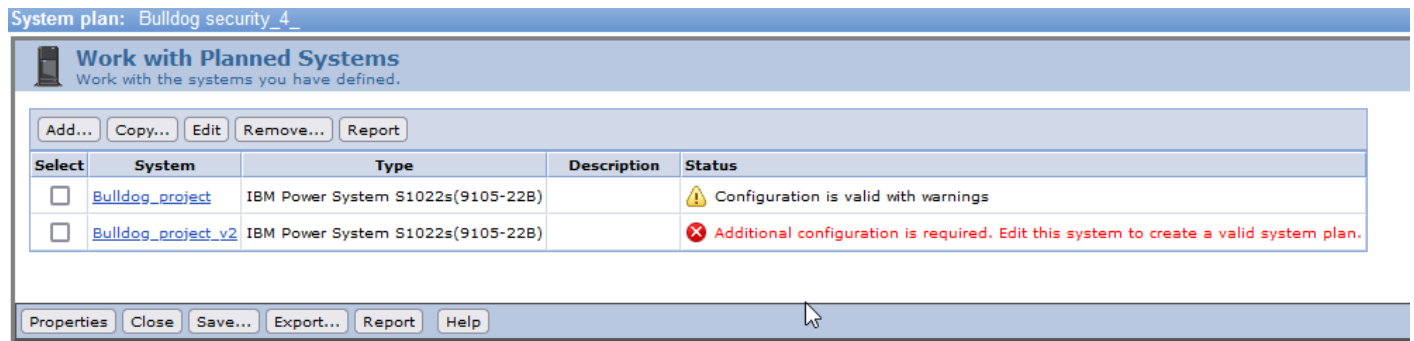 System plan: Bulldog security_4_
Work with Planned Systems
Work with the systems you have defined.
Add... Copy... Edit Remove... Report
Select System Type Description Status
Bulldog_project IBM Power System S1022s(9105-22B) Configuration is valid with warnings
Bulldog_project_v2 IBM Power System S1022s(9105-22B) Additional configuration is required. Edit this system to create a valid system plan.
Properties Close Save... Export... Report Help